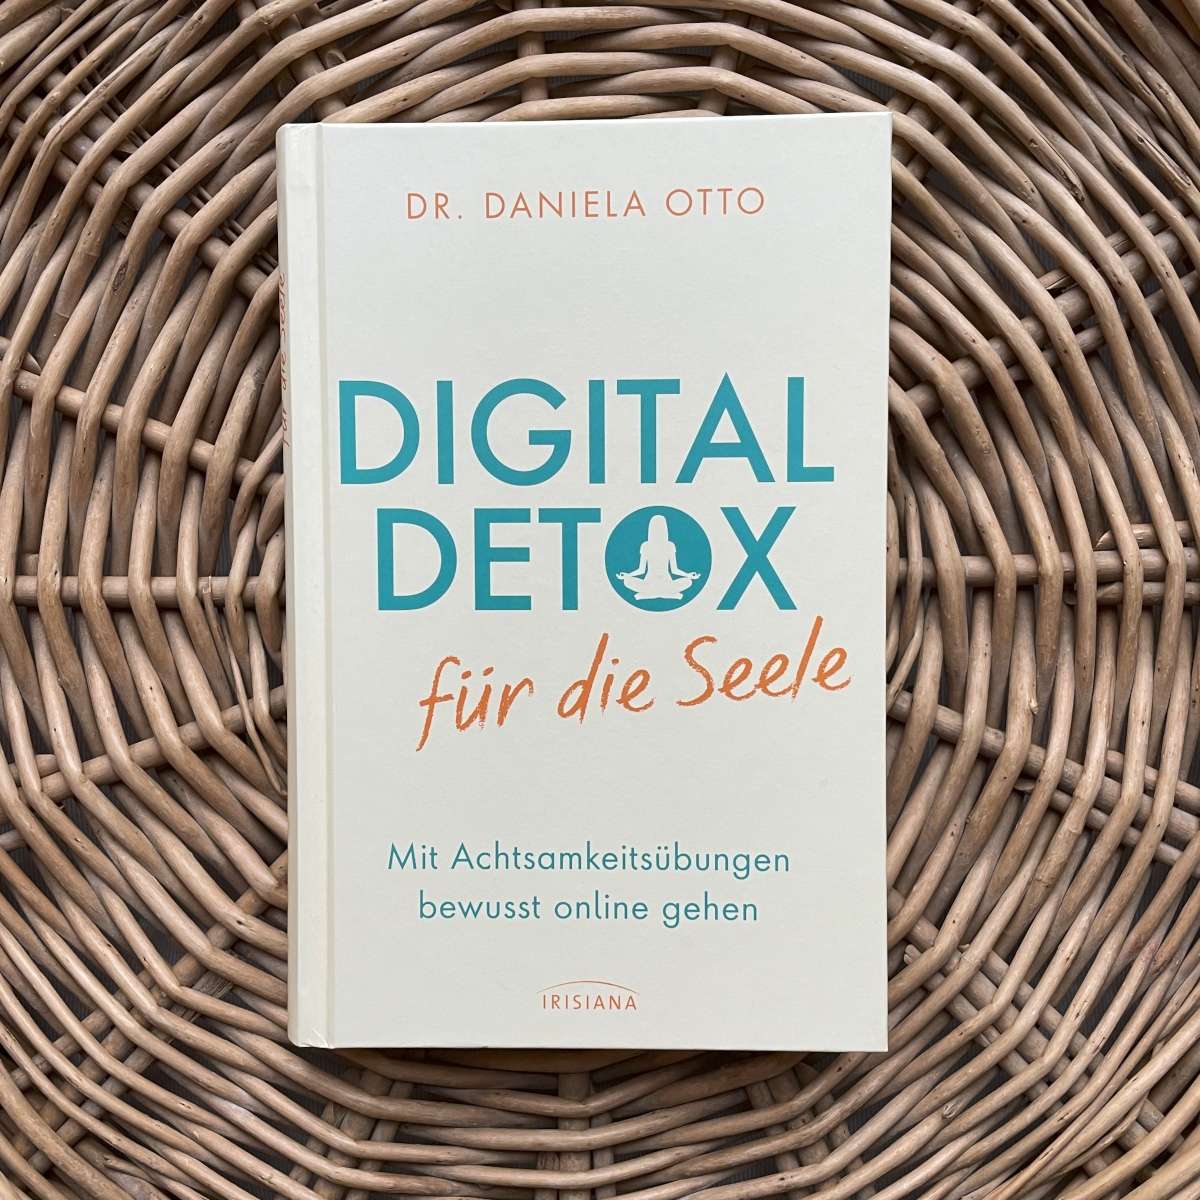 DR. DANIELA OTTO
DIGITAL
DETOX
für die Seele
Mit Achtsamkeitsübungen
bewusst online gehen
IRISIANA
für die Seele